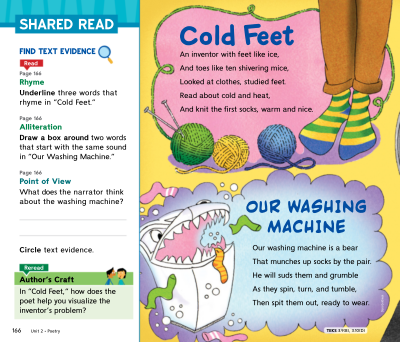 SHARED READ
FIND TEXT EVIDENCE
Read
Page 166
Rhyme
Underline three words that
rhyme in "Cold Feet."
Page 166
Alliteration
Draw a box around two words
that start with the same sound
in "Our Washing Machine."
Page 166
Point of View
What does the narrator think
about the washing machine?
Circle text evidence.
Reread
Author's Craft
In "Cold Feet," how does the
poet help you visualize the
inventor's problem?
166 Unit 2 • Poetry
Cold Feet
An inventor with feet like ice,
And toes like ten shivering mice,
Looked at clothes, studied feet.
Read about cold and heat,
And knit the first socks, warm and nice.
OUR WASHING
MACHINE
Our washing machine is a bear
That munches up socks by the pair.
He will suds them and grumble
As they spin, turn, and tumble,
Then spit them out, ready to wear.